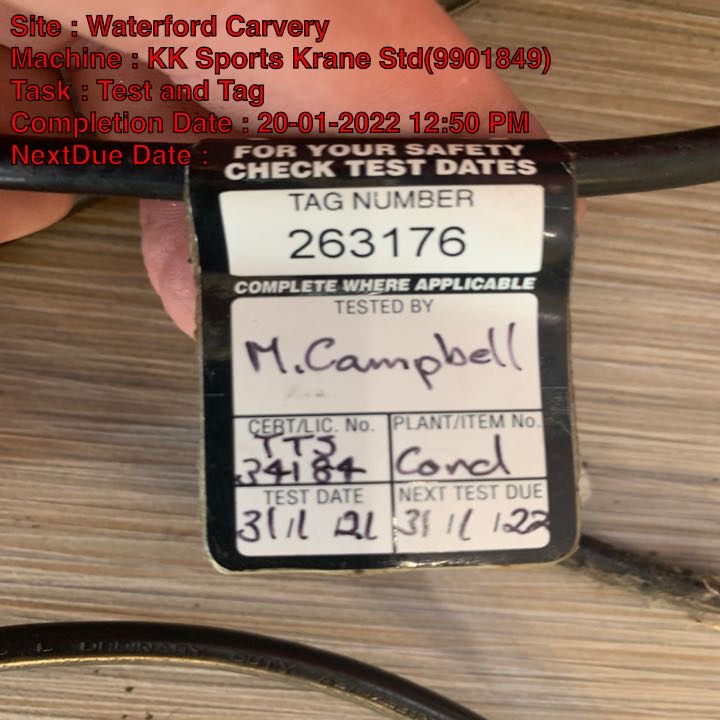 Site : Waterford Carvery
Machine : KK Sports Krane Std(9901849)
Task : Test and Tag
Completion Date : 20-01-2022 12:50 PM
NextDue Date :
FOR YOUR SAFETY
CHECK TEST DATES
TAG NUMBER
263176
COMPLETE WHERE APPLICABLE
TESTED BY
M. Campbell
CERT/LIC. No. PLANT/ITEM No.
TTS
34184 Cord
TEST DATE NEXT TEST DUE
31/1/21 31/1/22
ORDINARY DUTY